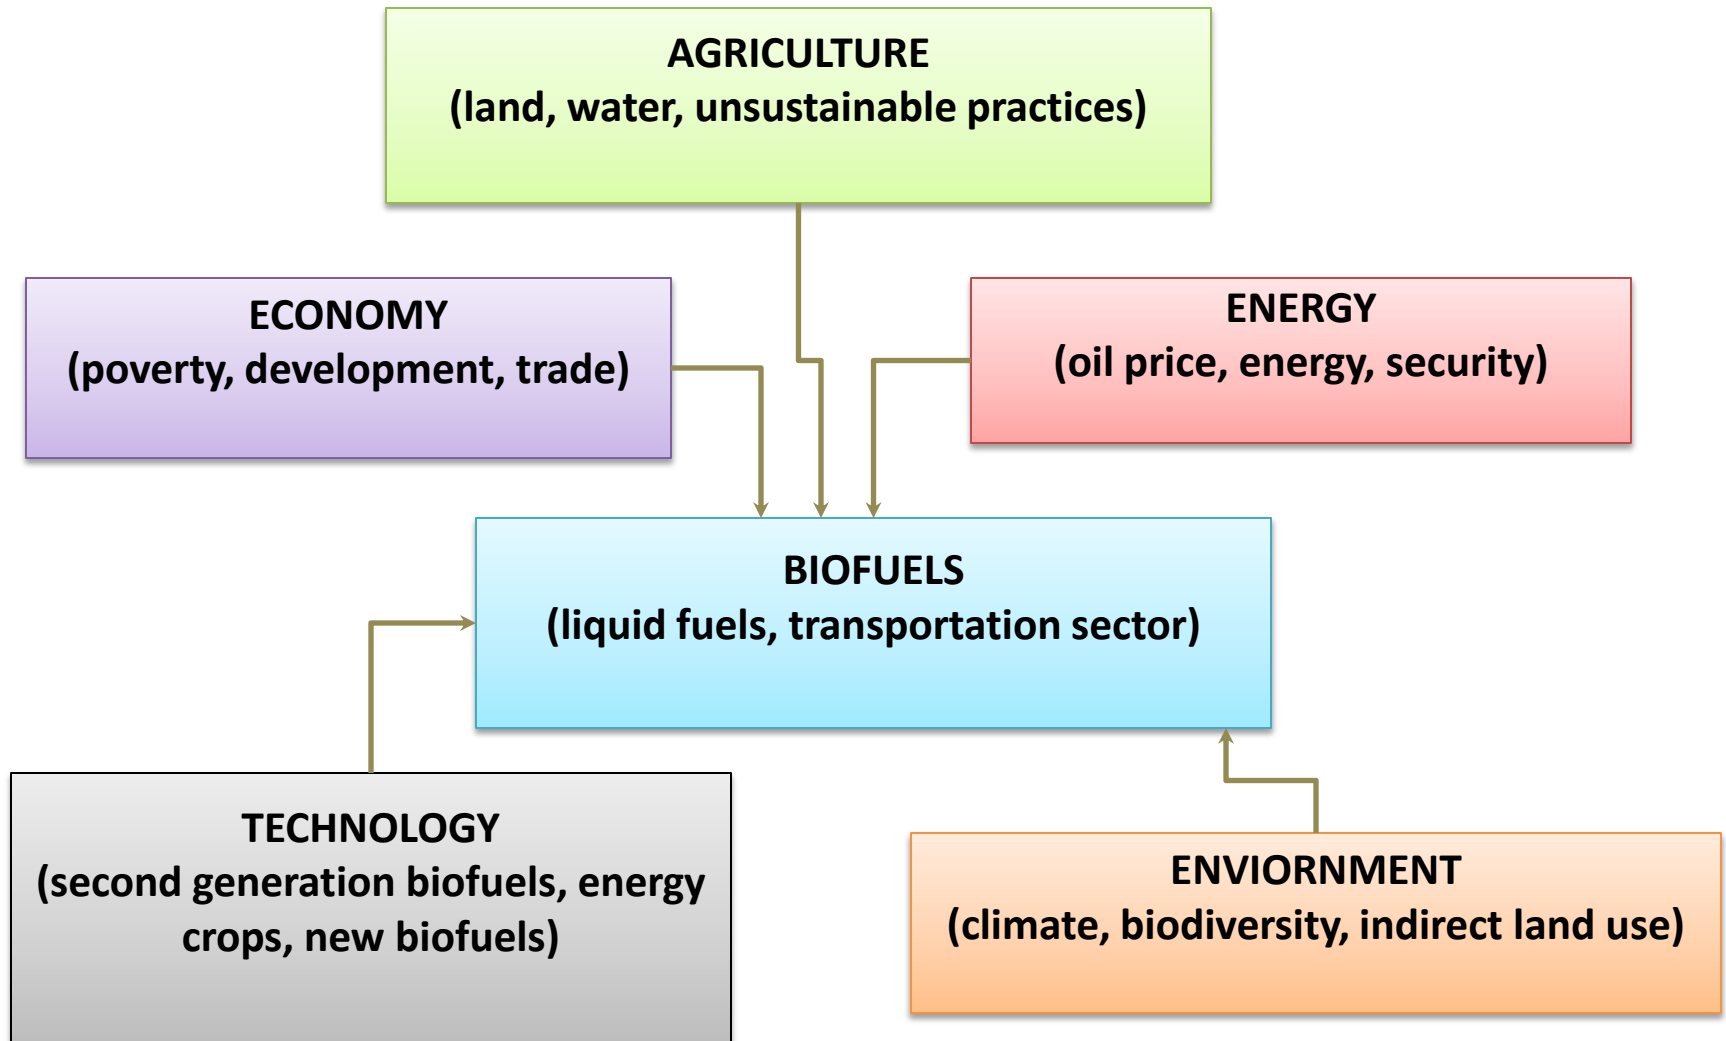 AGRICULTURE
(land, water, unsustainable practices)
ECONOMY
(poverty, development, trade)
ENERGY
(oil price, energy, security)
BIOFUELS
(liquid fuels, transportation sector)
TECHNOLOGY
(second generation biofuels, energy
crops, new biofuels)
ENVIORNMENT
(climate, biodiversity, indirect land use)